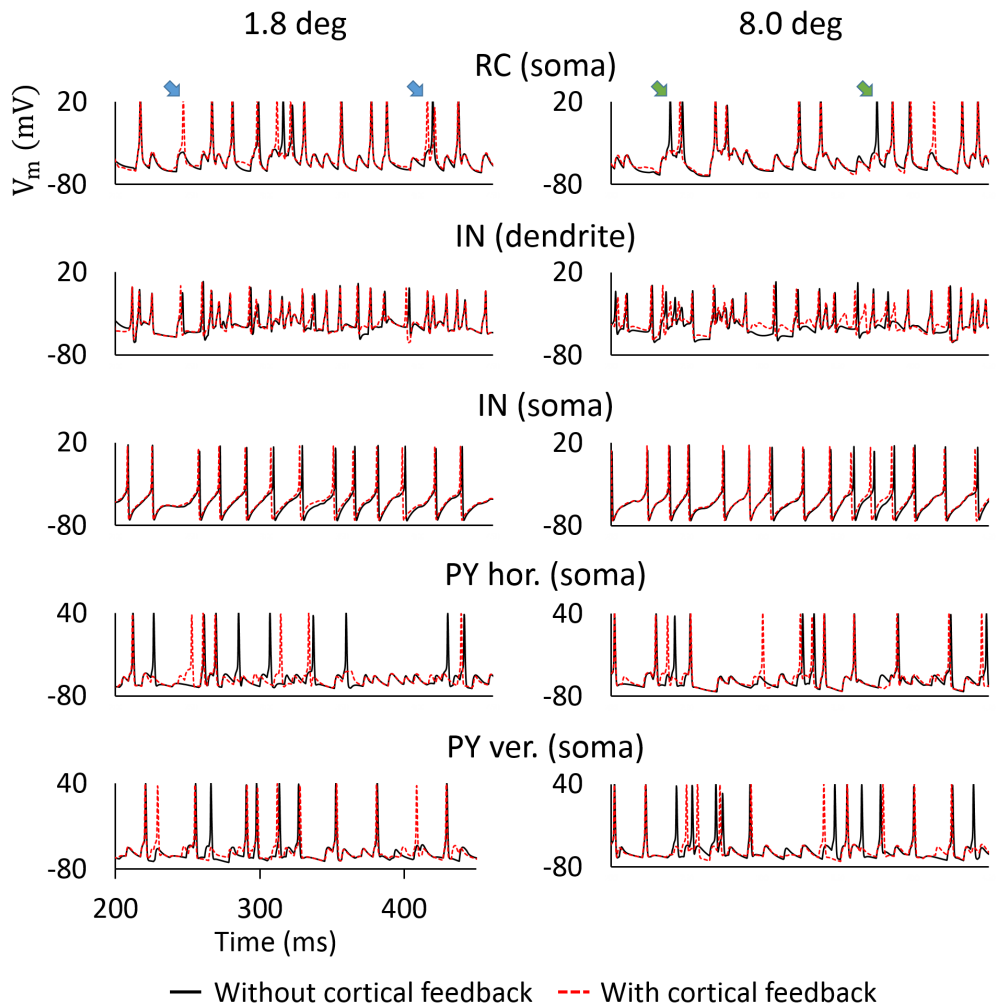 1.8 deg 8.0 deg
RC (soma)
Vm (mV)
20 20
-80 -80
IN (dendrite)
20 20
-80 -80
IN (soma)
20 20
-80 -80
PY hor. (soma)
40 40
-80 -80
PY ver. (soma)
40 40
-80 -80
200 300 400
Time (ms)
Without cortical feedback With cortical feedback